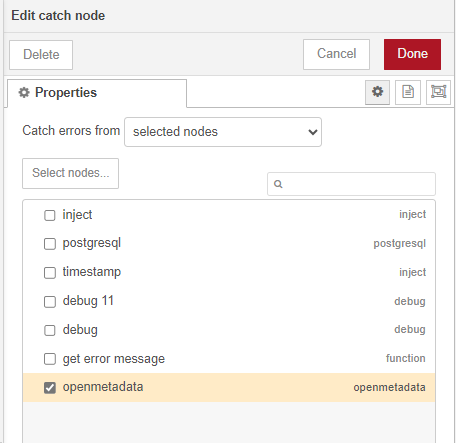 Edit catch node
Delete
Cancel
Done
Properties
Catch errors from selected nodes
Select nodes...
inject inject
postgresql postgresql
timestamp inject
debug 11 debug
debug debug
get error message function
openmetadata openmetadata